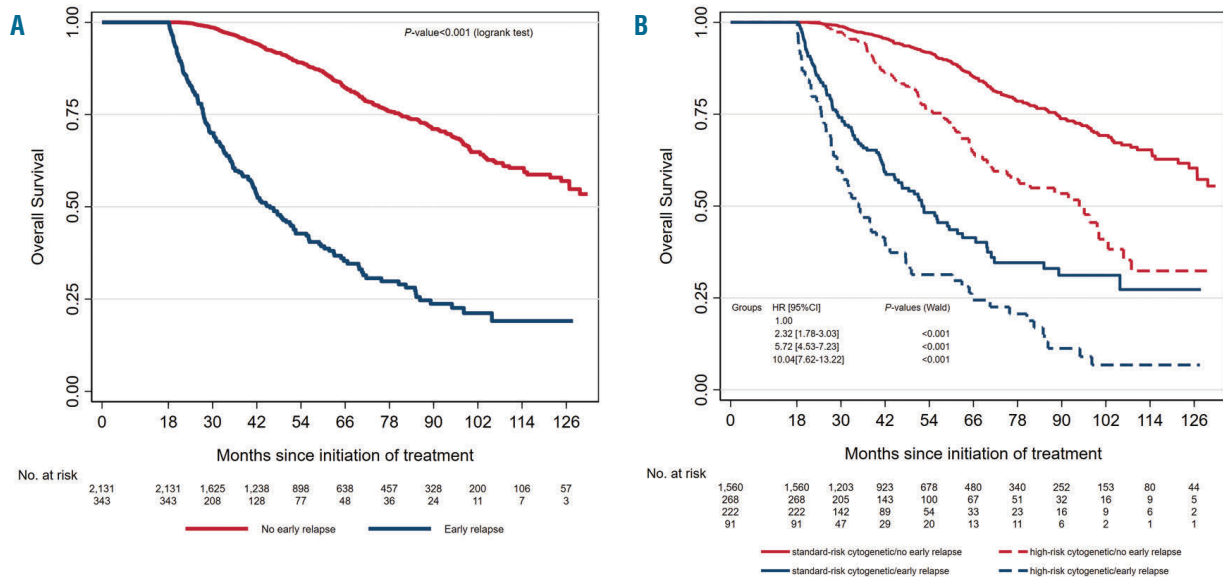 A
P-value<0.001 (logrank test)
Overall Survival
1.00
0.75
0.50
0.25
0.00
0 18 30 42 54 66 78 90 102 114 126
Months since initiation of treatment
No. at risk
2,131 2,131 1,625 1,238 898 638 457 328 200 106 57
343 343 208 128 77 48 36 24 11 7 3
No early relapse Early relapse
B
Overall Survival
1.00
0.75
0.50
0.25
0.00
Groups HR [95%CI] P-values (Wald)
1.00
2.32 [1.78-3.03] <0.001
5.72 [4.53-7.23] <0.001
10.04[7.62-13.22] <0.001
0 18 30 42 54 66 78 90 102 114 126
Months since initiation of treatment
No. at risk
1,560 1,560 1,203 923 678 480 340 252 153 80 44
268 268 205 143 100 67 51 32 16 9 5
222 222 142 89 54 33 23 16 9 6 2
91 91 47 29 20 13 11 6 2 1 1
standard-risk cytogenetic/no early relapse high-risk cytogenetic/no early relapse
standard-risk cytogenetic/early relapse high-risk cytogenetic/early relapse